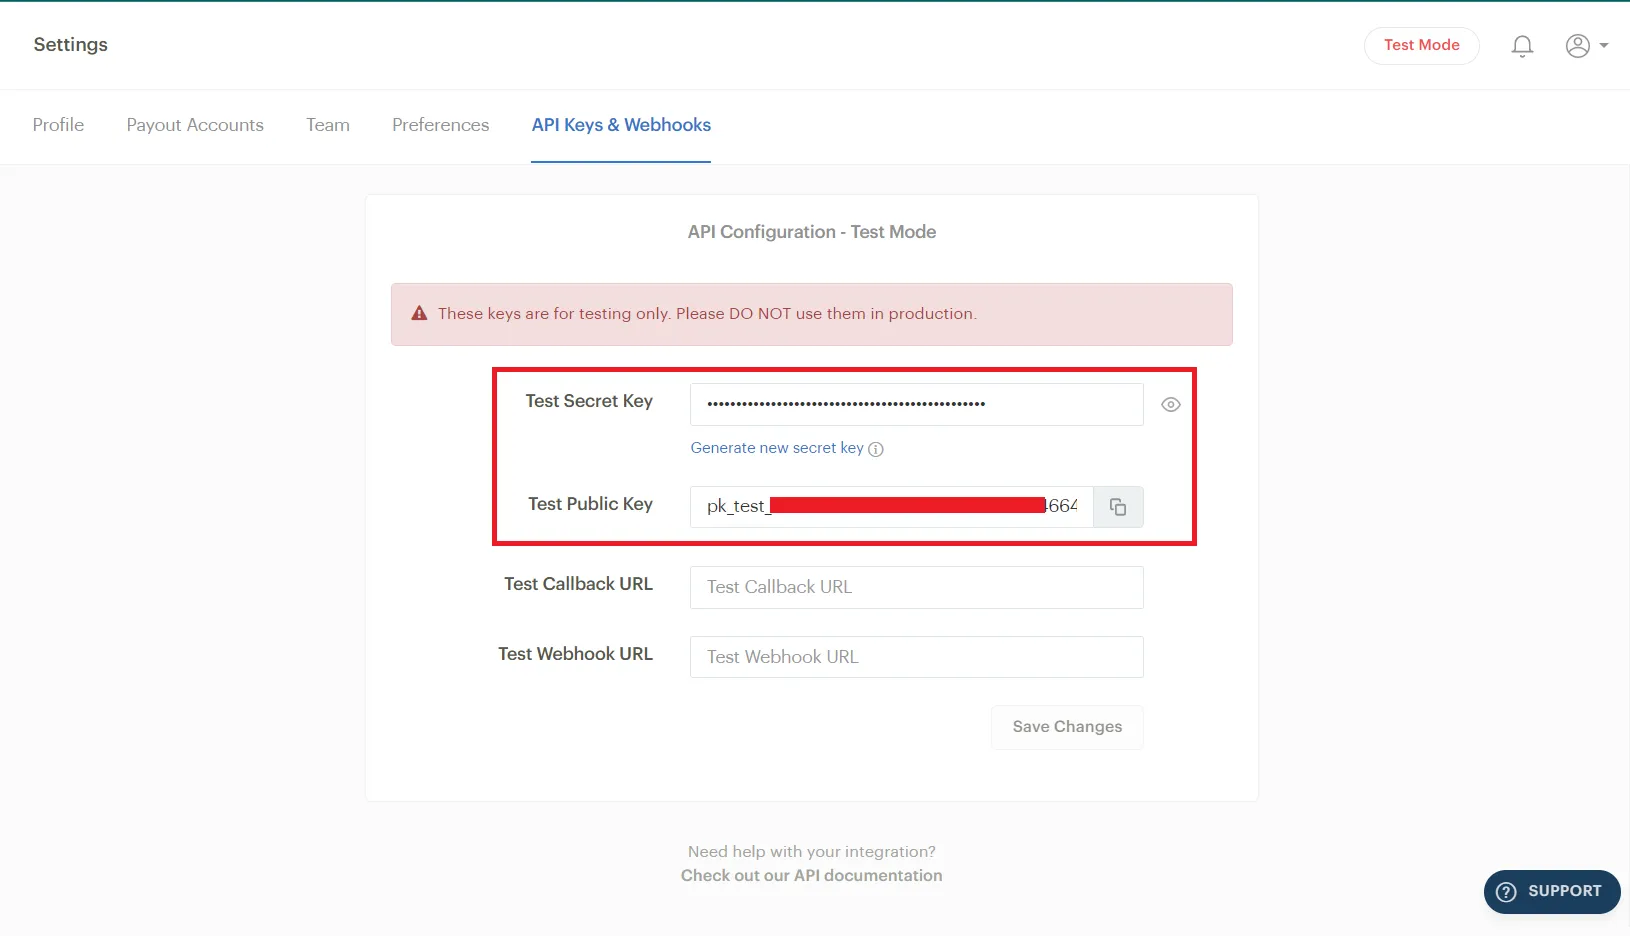 Settings
Test Mode
Profile
Payout Accounts
Team
Preferences
API Keys & Webhooks
API Configuration - Test Mode
These keys are for testing only. Please DO NOT use them in production.
Test Secret Key
••••••••••••••••••••••••••••••••••••••••••••••••
Generate new secret key
Test Public Key
pk_test_ 664
Test Callback URL
Test Callback URL
Test Webhook URL
Test Webhook URL
Save Changes
Need help with your integration?
Check out our API documentation
SUPPORT